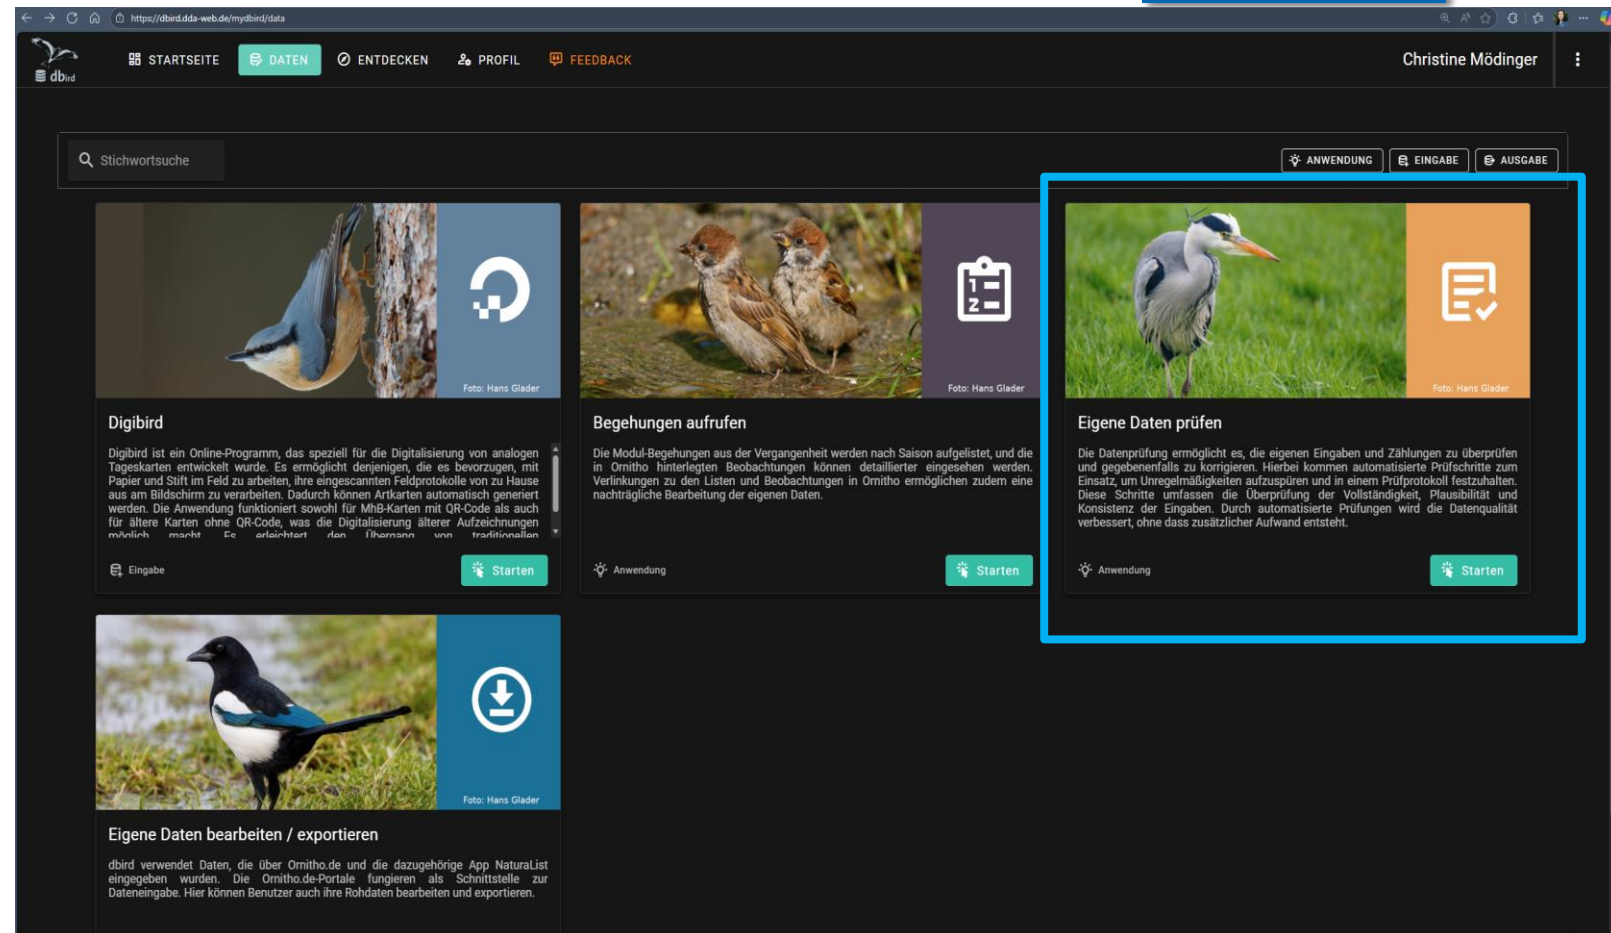 https://dbird.dda-web.de/mydbird/data
dbird
STARTSEITE
DATEN
ENTDECKEN
PROFIL
FEEDBACK
Christine Mödinger
Stichwortsuche
ANWENDUNG
EINGABE
AUSGABE
Foto: Hans Glader
Digibird
Digibird ist ein Online-Programm, das speziell für die Digitalisierung von analogen
Tageskarten entwickelt wurde. Es ermöglicht denjenigen, die es bevorzugen, mit
Papier und Stift im Feld zu arbeiten, ihre eingescannten Feldprotokolle von zu Hause
aus am Bildschirm zu verarbeiten. Dadurch können Artkarten automatisch generiert
werden. Die Anwendung funktioniert sowohl für MhB-Karten mit QR-Code als auch
für ältere Karten ohne QR-Code, was die Digitalisierung älterer Aufzeichnungen
möglich macht. Es erleichtert den Übergang von traditionellen
Eingabe
Starten
Foto: Hans Glader
Begehungen aufrufen
Die Modul-Begehungen aus der Vergangenheit werden nach Saison aufgelistet, und die
in Ornitho hinterlegten Beobachtungen können detaillierter eingesehen werden.
Verlinkungen zu den Listen und Beobachtungen in Ornitho ermöglichen zudem eine
nachträgliche Bearbeitung der eigenen Daten.
Anwendung
Starten
Foto: Hans Glader
Eigene Daten prüfen
Die Datenprüfung ermöglicht es, die eigenen Eingaben und Zählungen zu überprüfen
und gegebenenfalls zu korrigieren. Hierbei kommen automatisierte Prüfschritte zum
Einsatz, um Unregelmäßigkeiten aufzuspüren und in einem Prüfprotokoll festzuhalten.
Diese Schritte umfassen die Überprüfung der Vollständigkeit, Plausibilität und
Konsistenz der Eingaben. Durch automatisierte Prüfungen wird die Datenqualität
verbessert, ohne dass zusätzlicher Aufwand entsteht.
Anwendung
Starten
Foto: Hans Glader
Eigene Daten bearbeiten / exportieren
dbird verwendet Daten, die über Ornitho.de und die dazugehörige App NaturaList
eingegeben wurden. Die Ornitho.de-Portale fungieren als Schnittstelle zur
Dateneingabe. Hier können Benutzer auch ihre Rohdaten bearbeiten und exportieren.